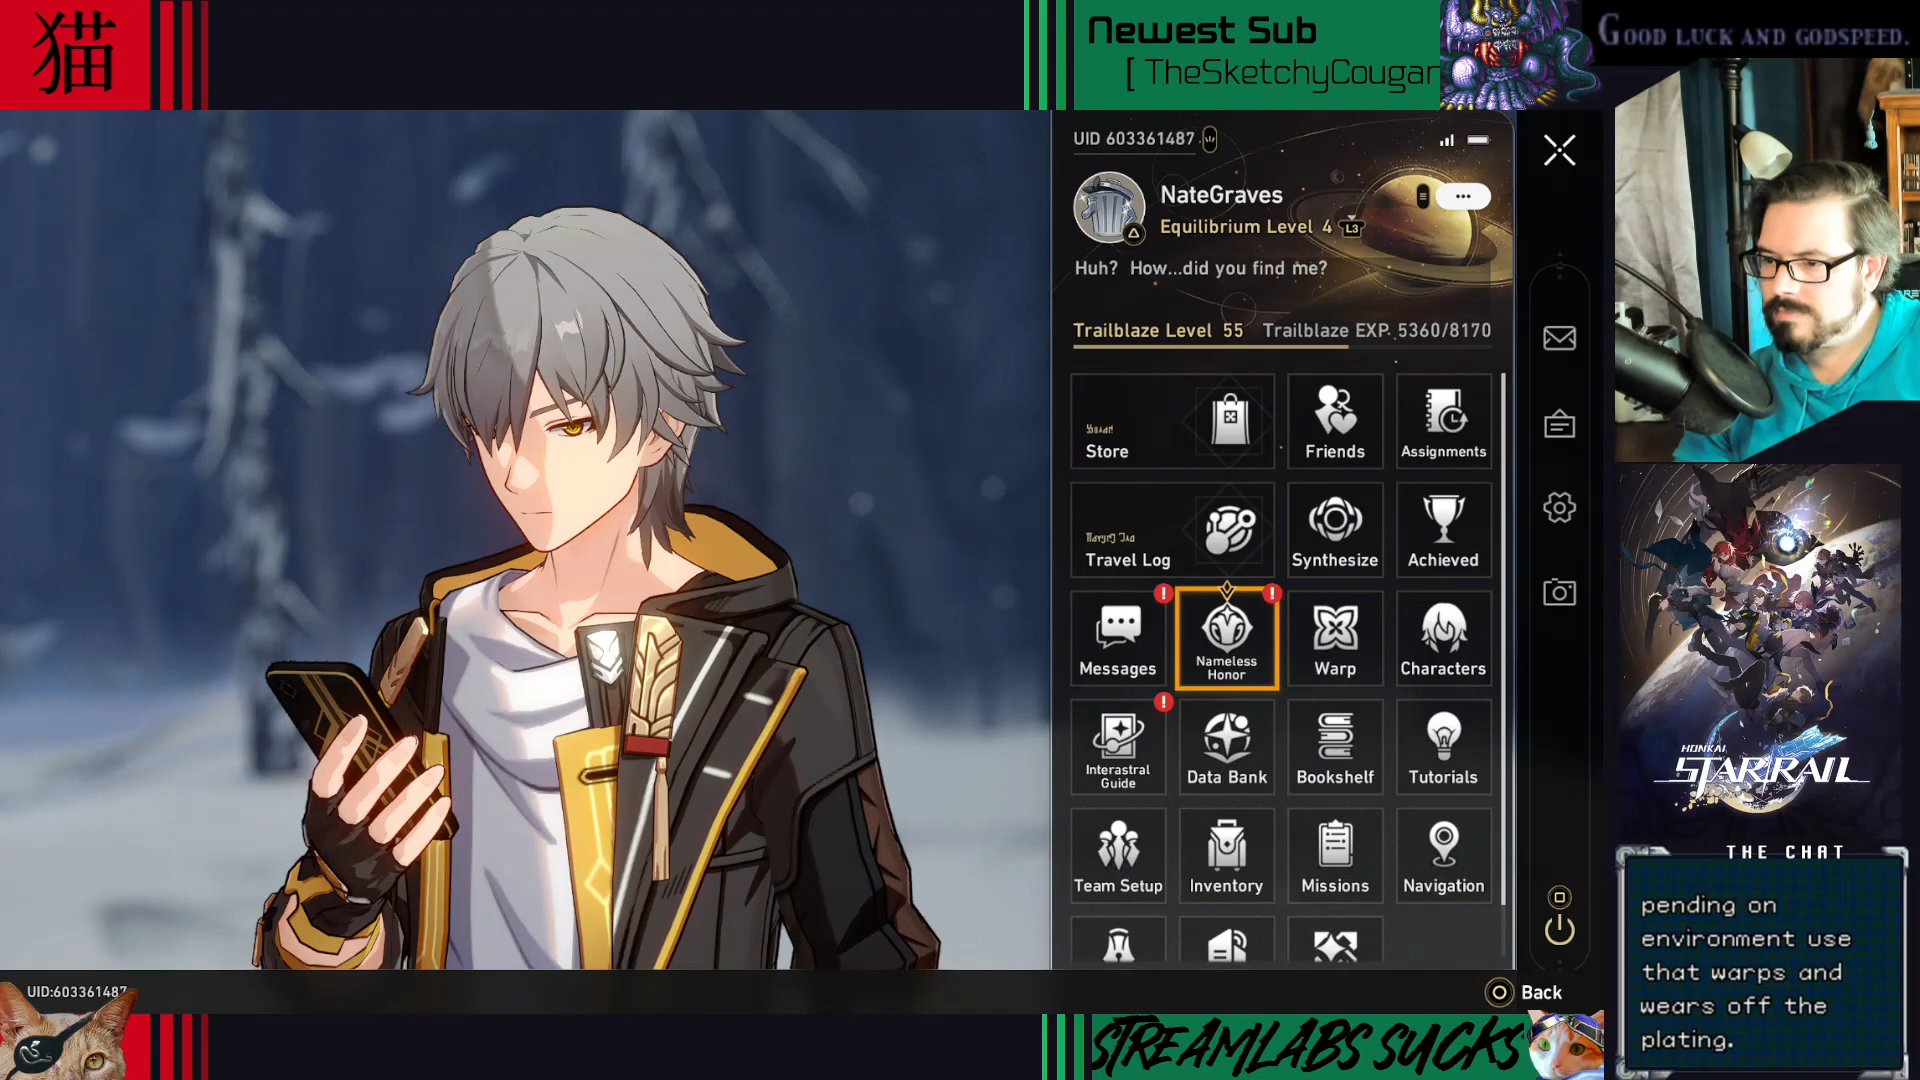 猫
Newest Sub
[ TheSketchyCougar
GOOD LUCK AND GODSPEED.
UID 603361487
NateGraves
Equilibrium Level 4 L3
Huh? How...did you find me?
Trailblaze Level 55 Trailblaze EXP. 5360/8170
Store
Friends
Assignments
Travel Log
Synthesize
Achieved
Messages
Nameless
Honor
Warp
Characters
Interastral
Guide
Data Bank
Bookshelf
Tutorials
Team Setup
Inventory
Missions
Navigation
HONKAI
STAR RAIL
THE CHAT
pending on
environment use
that warps and
wears off the
plating.
UID:603361487
Back
STREAMLABS SUCKS